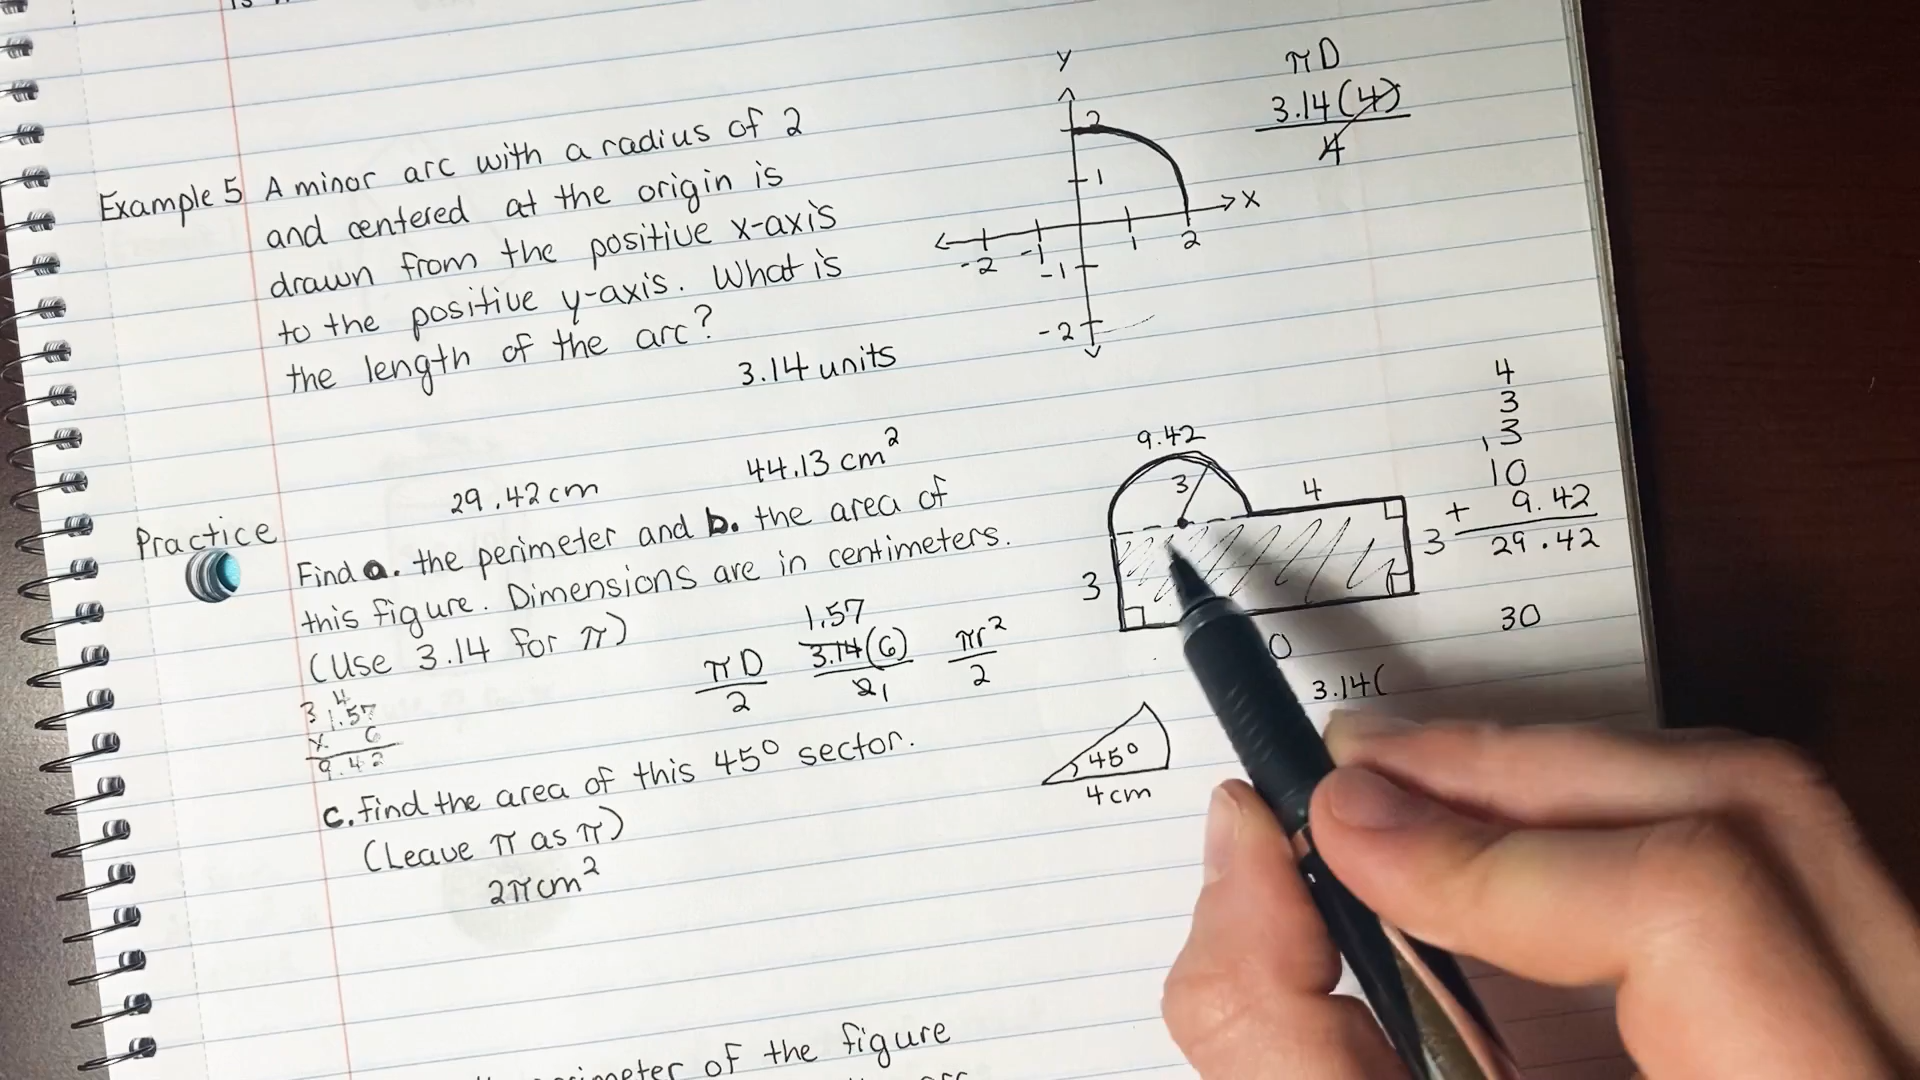 y
πD
3.14(4)
4
2
1
x
-2 -1 1 2
-1
-2
Example 5 A minor arc with a radius of 2
and centered at the origin is
drawn from the positive x-axis
to the positive y-axis. What is
the length of the arc?
3.14 units
29.42cm
44.13 cm²
Practice
Find a. the perimeter and b. the area of
this figure. Dimensions are in centimeters.
(Use 3.14 for π)
πD
2
1.57
3.14(6)
21
πr²
2
3 4
1.57
x 6
9.42
9.42
3
4
3
3
0
4
3
,3
10
+ 9.42
29.42
30
3.14(
c. find the area of this 45° sector.
(Leave π as π)
2π cm²
45°
4cm
of the figure